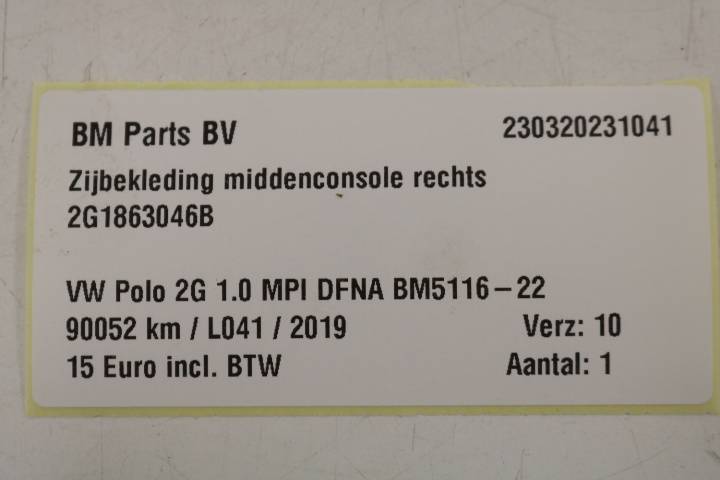 BM Parts BV 230320231041
Zijbekleding middenconsole rechts
2G1863046B
VW Polo 2G 1.0 MPI DFNA BM5116-22
90052 km / L041 / 2019 Verz: 10
15 Euro incl. BTW Aantal: 1